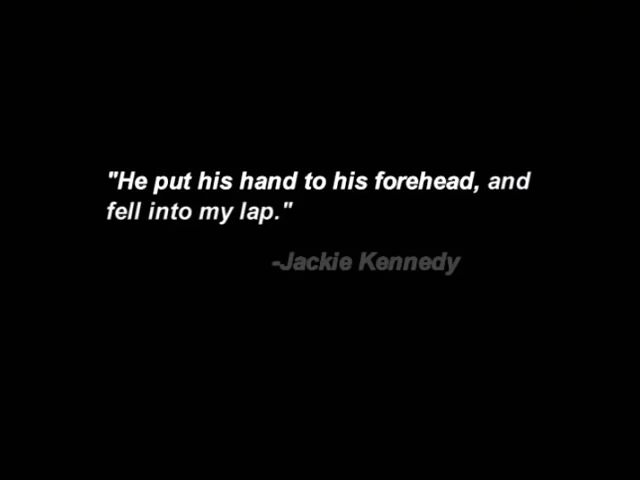 "He put his hand to his forehead, and
fell into my lap."
-Jackie Kennedy